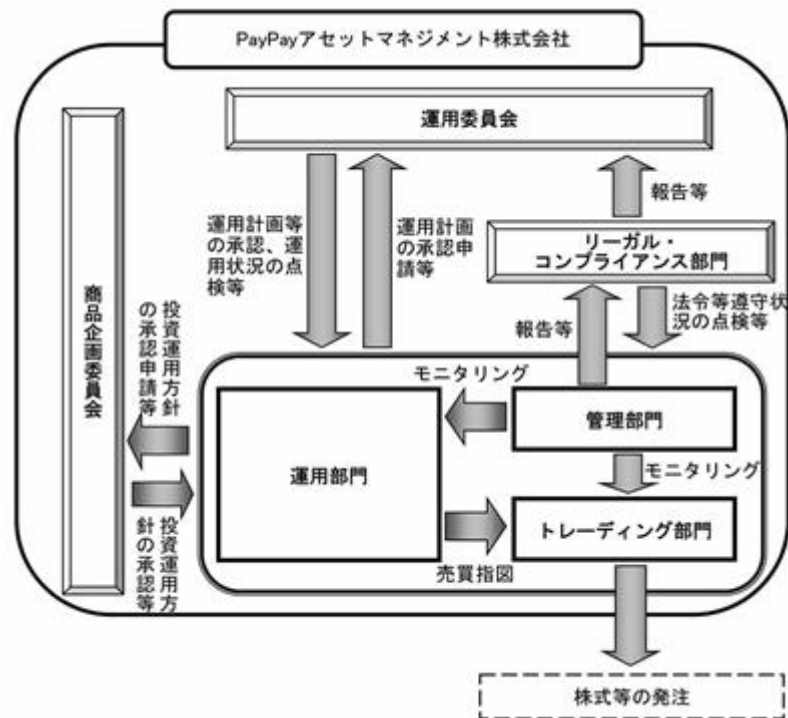 PayPayアセットマネジメント株式会社
運用委員会
運用計画等
の承認、運
用状況の点
検等
運用計画
の承認申
請等
報告等
リーガル・
コンプライアンス部門
報告等
法令等遵守状
況の点検等
商品企画委員会
投資運用方針
の承認申請等
投資運用方
針の承認等
モニタリング
管理部門
運用部門
モニタリング
トレーディング部門
売買指図
株式等の発注